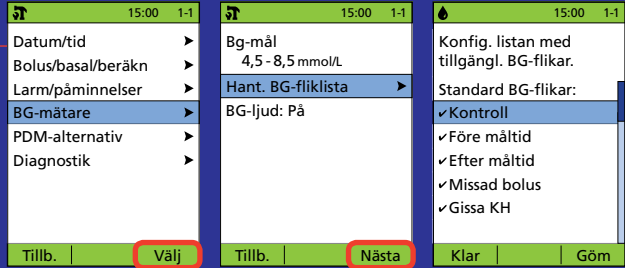 15:00 1-1
Datum/tid
Bolus/basal/beräkn
Larm/påminnelser
BG-mätare
PDM-alternativ
Diagnostik
Tillb. Välj
15:00 1-1
Bg-mål
4,5 - 8,5 mmol/L
Hant. BG-fliklista
BG-ljud: På
Tillb. Nästa
15:00 1-1
Konfig. listan med
tillgängl. BG-flikar.
Standard BG-flikar:
✔Kontroll
✔Före måltid
✔Efter måltid
✔Missad bolus
✔Gissa KH
Klar Göm